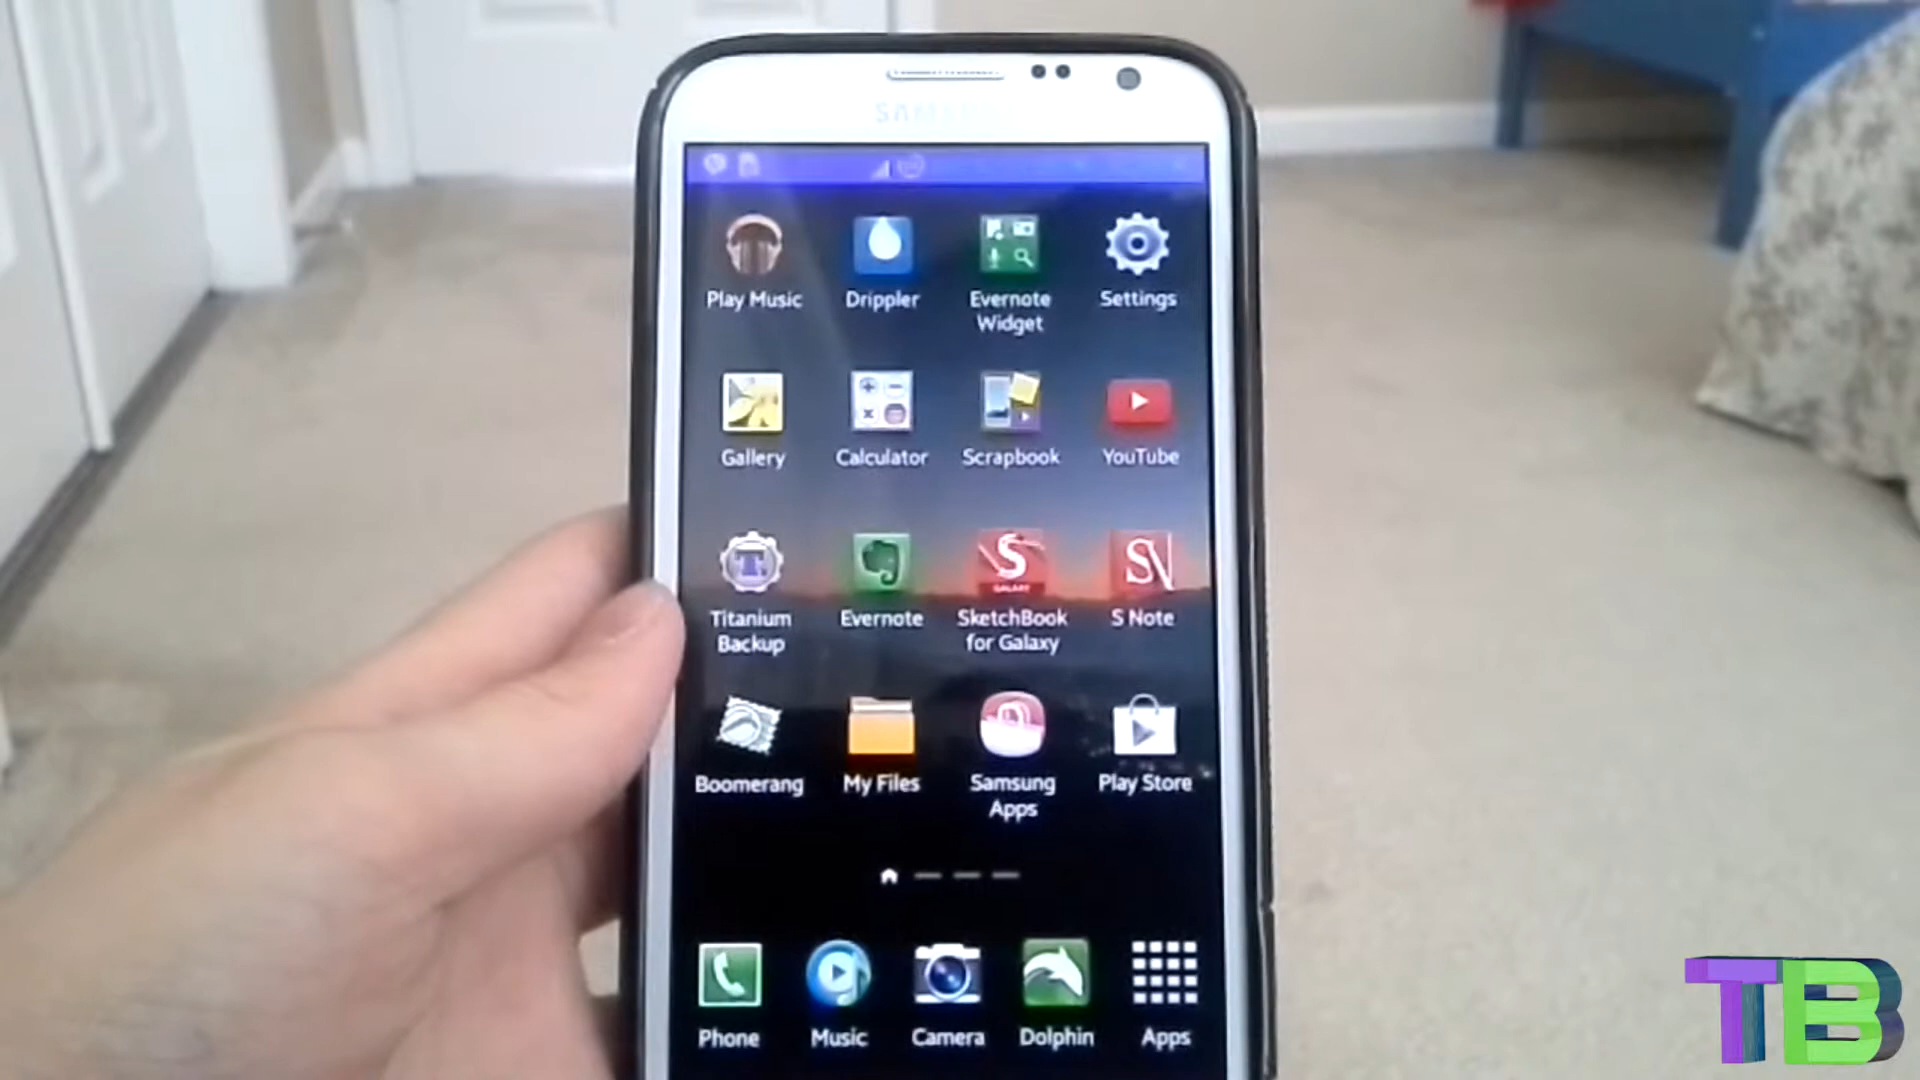 SAMSUNG
Play Music
Drippler
Evernote
Widget
Settings
Gallery
Calculator
Scrapbook
YouTube
Titanium
Backup
Evernote
SketchBook
for Galaxy
S Note
Boomerang
My Files
Samsung
Apps
Play Store
Phone
Music
Camera
Dolphin
Apps
TB